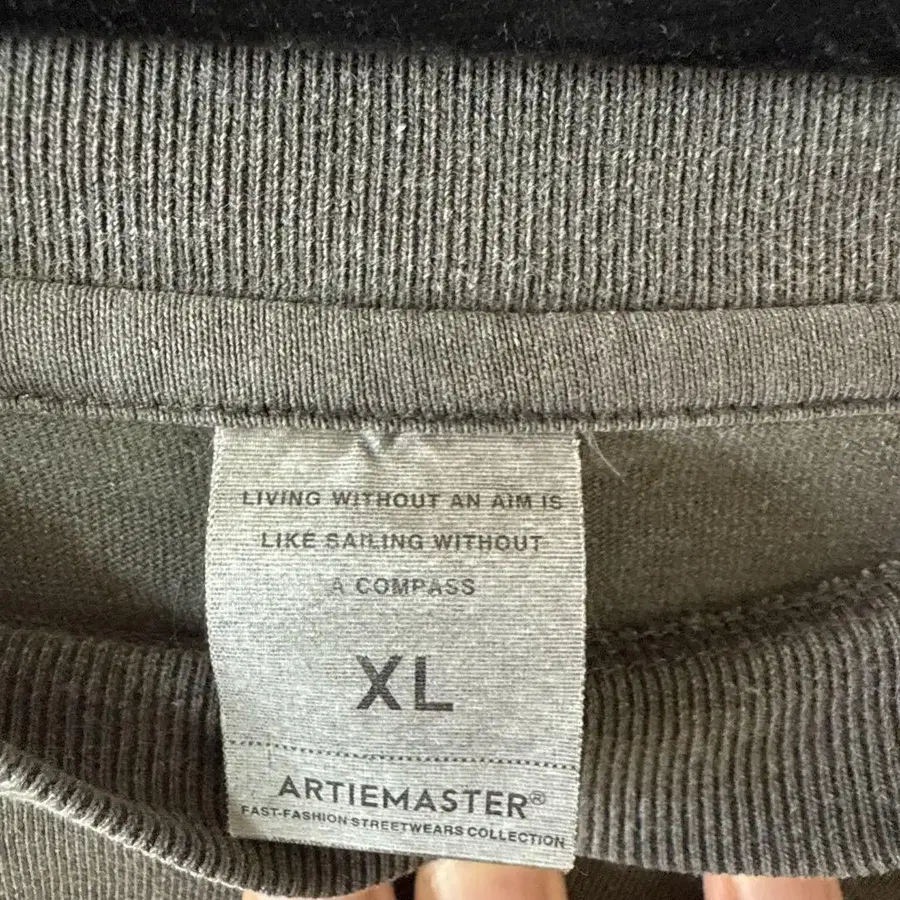 LIVING WITHOUT AN AIM IS
LIKE SAILING WITHOUT
A COMPASS
XL
ARTIEMASTER®
FAST-FASHION STREETWEARS COLLECTION